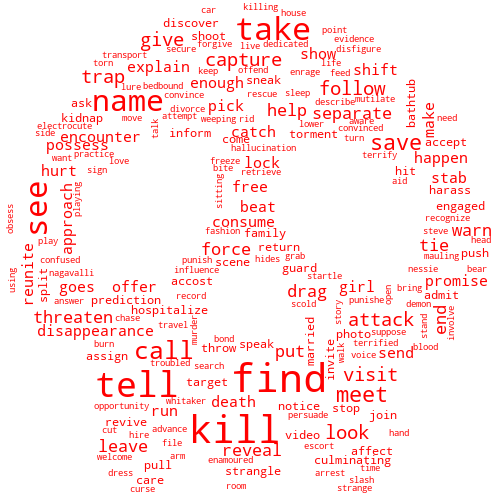 killing
car
house
discover
take
point
give
shoot
forgive
live
dedicated
evidence
secure
disfigure
transport
capture
show
torn
explain
sneak
life
shift
trap
enough
offend
enrage
feed
mutilate
lure
bedbound
keep
rescue
sleep
follow
name
convince
pick
describe
bathtub
ask
divorce
help
separate
make
need
kidnap
move
attempt
weeping
rid
lower
aware
save
electrocute
talk
inform
catch
torment
convinced
accept
side
encounter
come
hallucination
turn
happen
possess
want
practice
freeze
lock
terrify
hit
stab
hurt
love
bite
retrieve
aid
harass
see
sign
sitting
free
playing
consume
beat
engaged
obsess
play
approach
fashion
family
recognize
confused
force
hides
grab
steve
warn
head
reunite
punish
scene
return
tie
push
using
split
nagavalli
influence
guard
mauling
goes
offer
accost
startle
nessie
bear
answer
prediction
record
drag
girl
open
bring
promise
threaten
chase
hospitalize
scold
story
punishes
demon
admit
end
disappearance
travel
murder
bond
married
photo
attack
stand
involve
burn
call
throw
speak
put
invite
walk
terrified
suppose
assign
troubled
search
voice
send
blood
tell
target
find
visit
opportunity
whitaker
death
meet
run
notice
persuade
stop
join
hand
revive
cut
hire
advance
kill
video
escort
look
leave
welcome
file
reveal
affect
pull
arm
enamoured
culminating
dress
care
strangle
arrest
time
curse
room
slash
strange